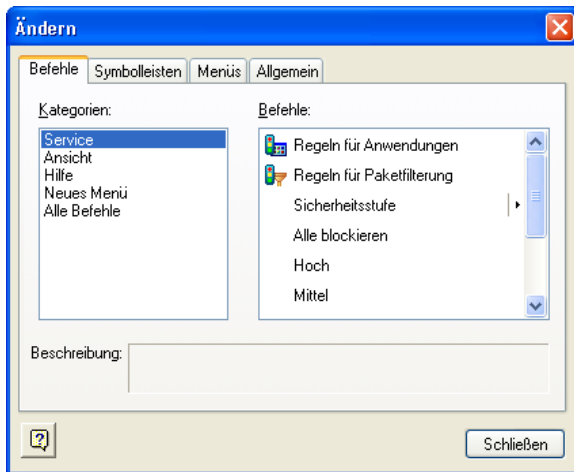 Ändern
Befehle Symbolleisten Menüs Allgemein
Kategorien:
Service
Ansicht
Hilfe
Neues Menü
Alle Befehle
Befehle:
Regeln für Anwendungen
Regeln für Paketfilterung
Sicherheitsstufe
Alle blockieren
Hoch
Mittel
Beschreibung:
Schließen